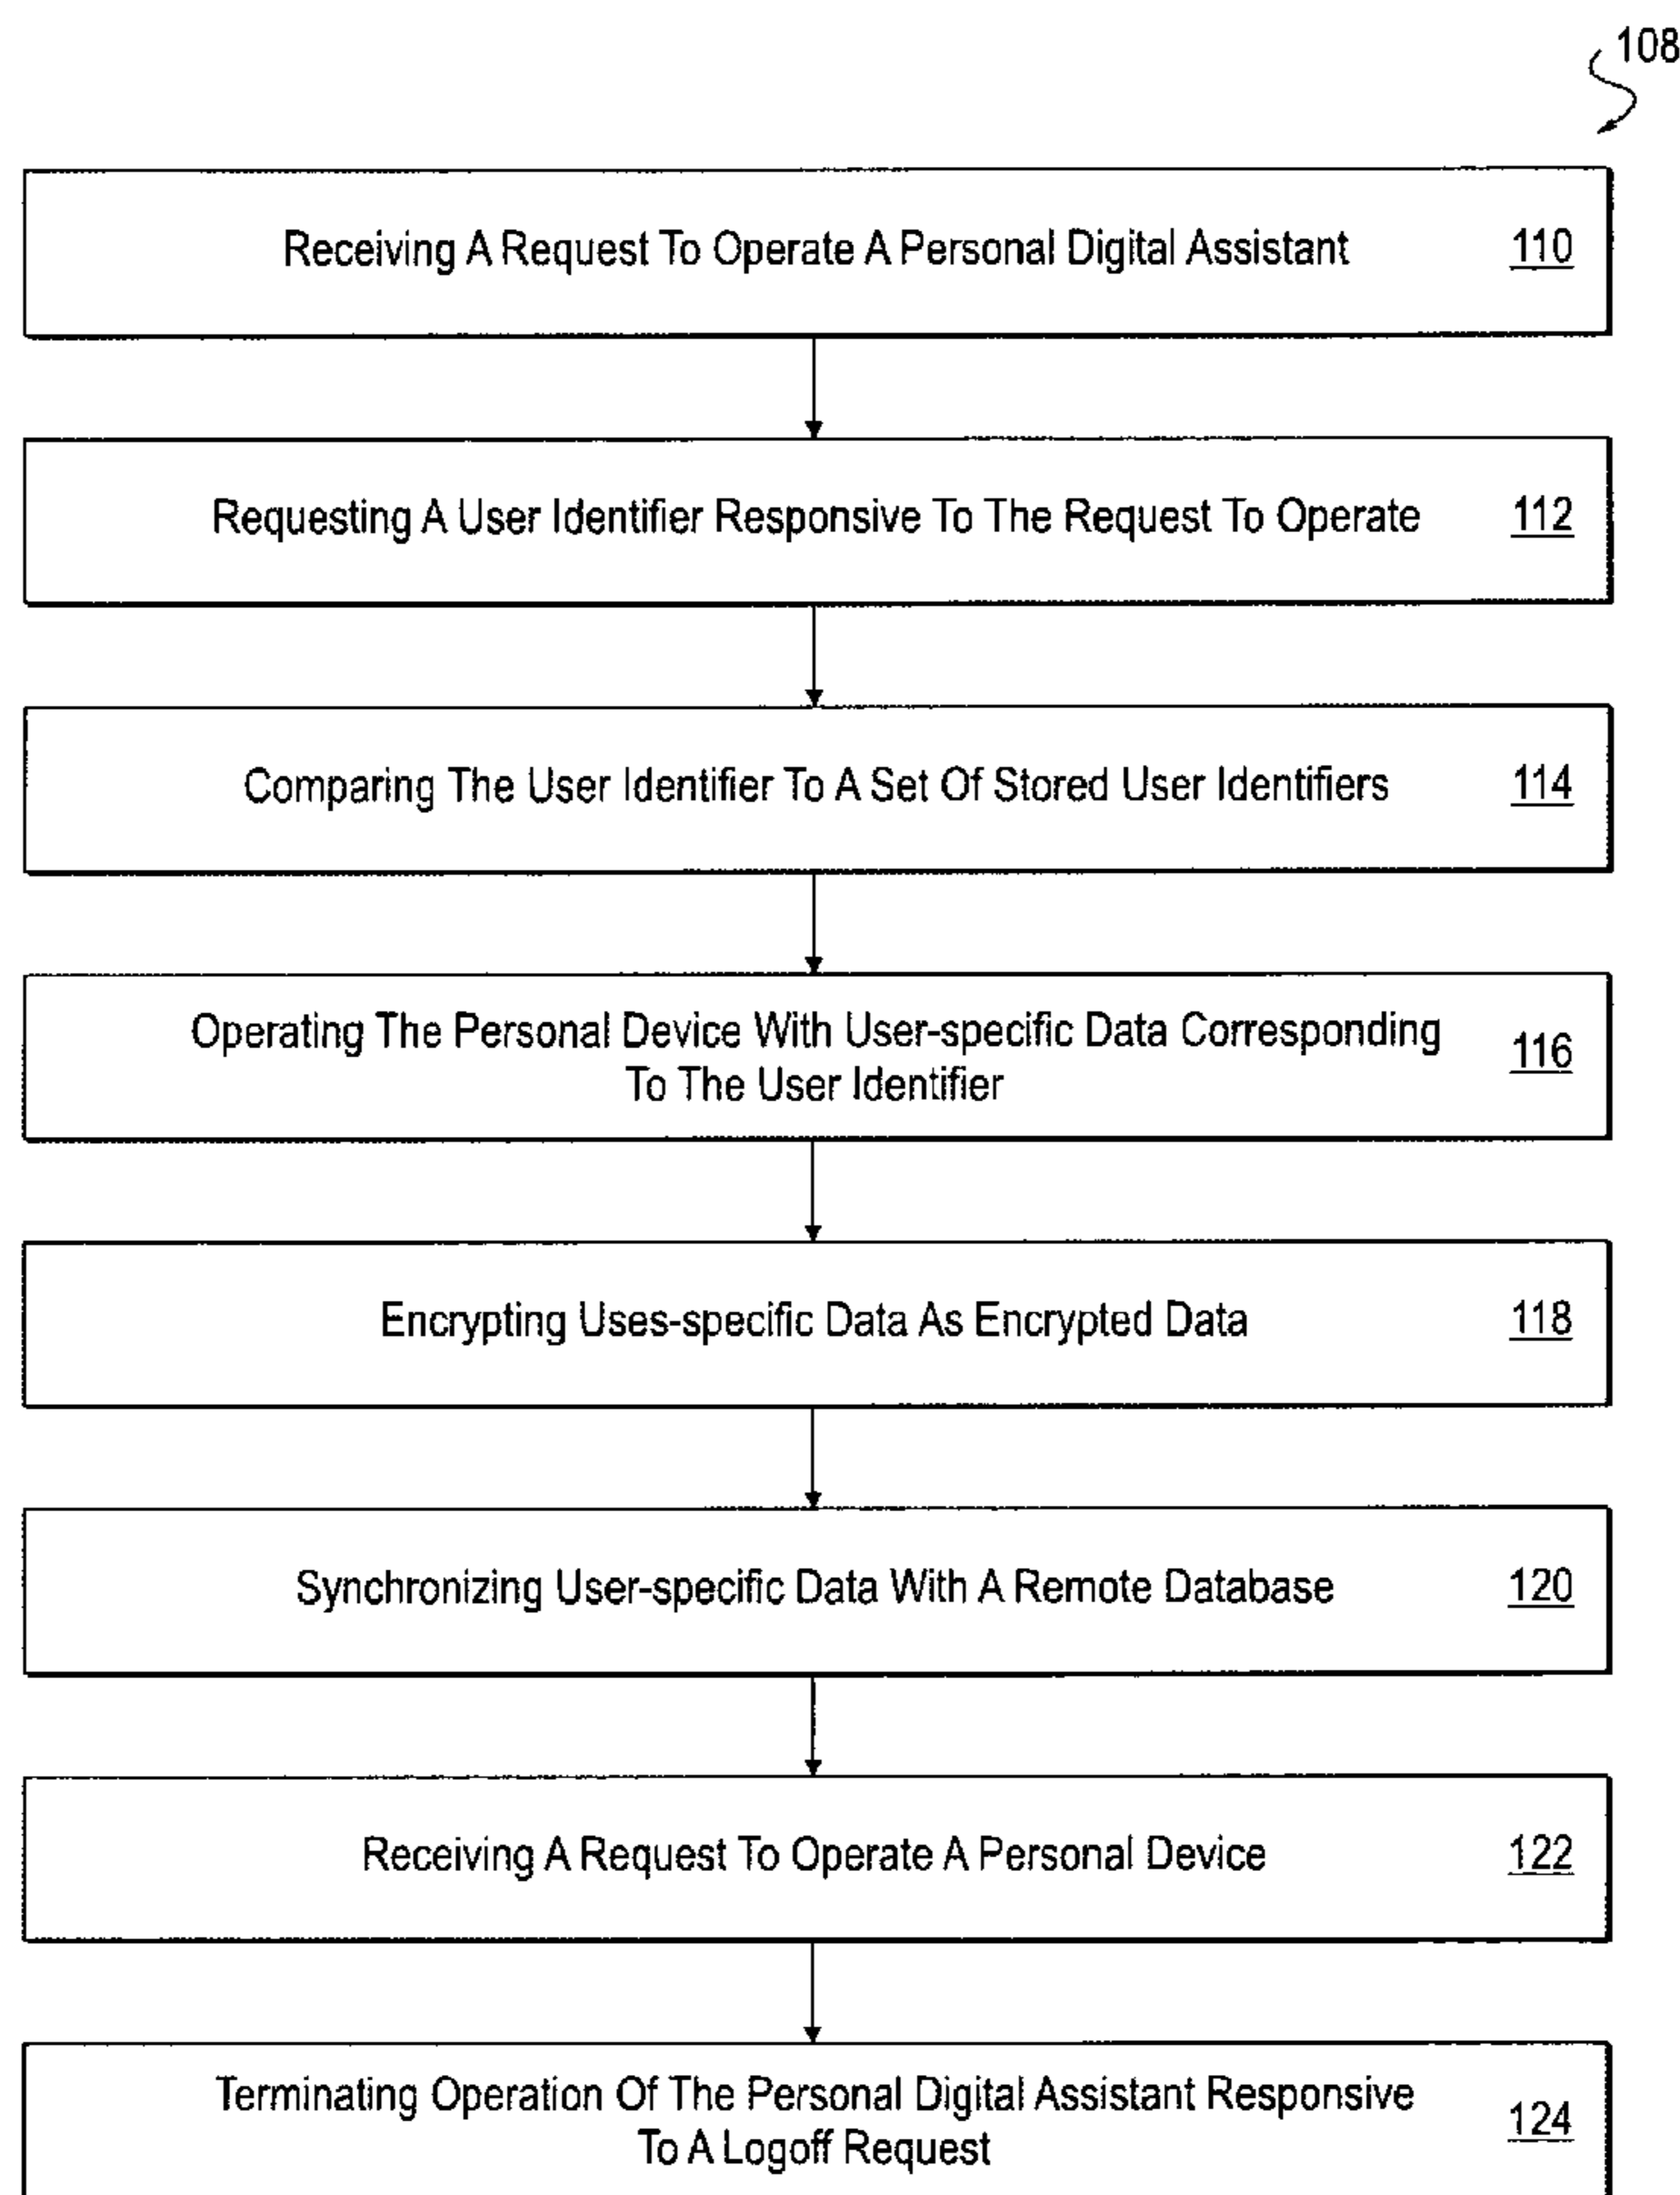 108
Receiving A Request To Operate A Personal Digital Assistant 110
Requesting A User Identifier Responsive To The Request To Operate 112
Comparing The User Identifier To A Set Of Stored User Identifiers 114
Operating The Personal Device With User-specific Data Corresponding
To The User Identifier 116
Encrypting Uses-specific Data As Encrypted Data 118
Synchronizing User-specific Data With A Remote Database 120
Receiving A Request To Operate A Personal Device 122
Terminating Operation Of The Personal Digital Assistant Responsive
To A Logoff Request 124